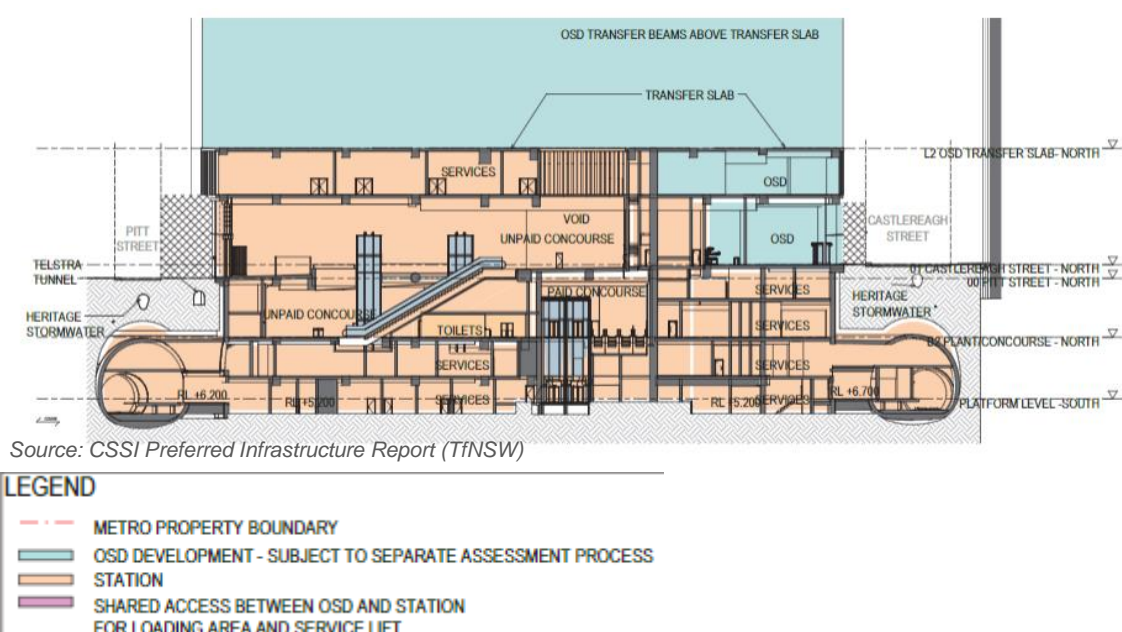 OSD TRANSFER BEAMS ABOVE TRANSFER SLAB
TRANSFER SLAB
L2 OSD TRANSFER SLAB- NORTH
SERVICES
OSD
VOID
UNPAID CONCOURSE
OSD
PITT
STREET
CASTLEREAGH
STREET
TELSTRA
TUNNEL
01 CASTLEREAGH STREET - NORTH
00 PITT STREET - NORTH
PAID CONCOURSE
SERVICES
HERITAGE
STORMWATER
HERITAGE
STORMWATER
UNPAID CONCOURSE
TOILETS
SERVICES
B2 PLANT/CONCOURSE - NORTH
SERVICES
SERVICES
RL +6.200
RL +5.200
SERVICES
RL +5.200
SERVICES
RL +6.700
PLATFORM LEVEL -SOUTH
Source: CSSI Preferred Infrastructure Report (TfNSW)
LEGEND
METRO PROPERTY BOUNDARY
OSD DEVELOPMENT - SUBJECT TO SEPARATE ASSESSMENT PROCESS
STATION
SHARED ACCESS BETWEEN OSD AND STATION
FOR LOADING AREA AND SERVICE LIFT